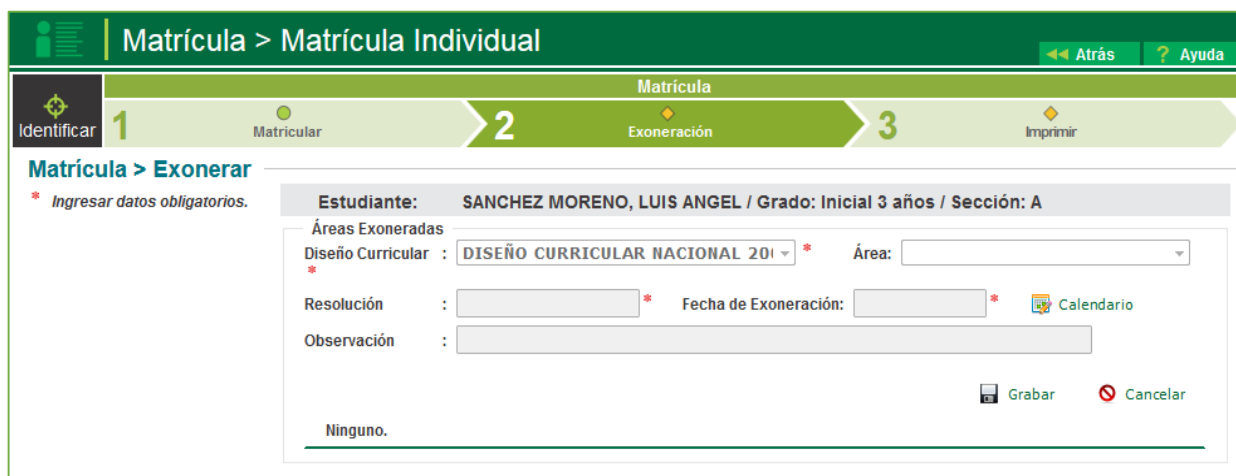 Matrícula > Matrícula Individual
Atrás ? Ayuda
Identificar
Matrícula
1 Matricular 2 Exoneración 3 Imprimir
Matrícula > Exonerar
* Ingresar datos obligatorios.
Estudiante: SANCHEZ MORENO, LUIS ANGEL / Grado: Inicial 3 años / Sección: A
Áreas Exoneradas
Diseño Curricular * : DISEÑO CURRICULAR NACIONAL * Área:
Resolución : * Fecha de Exoneración: * Calendario
Observación :
Grabar Cancelar
Ninguno.